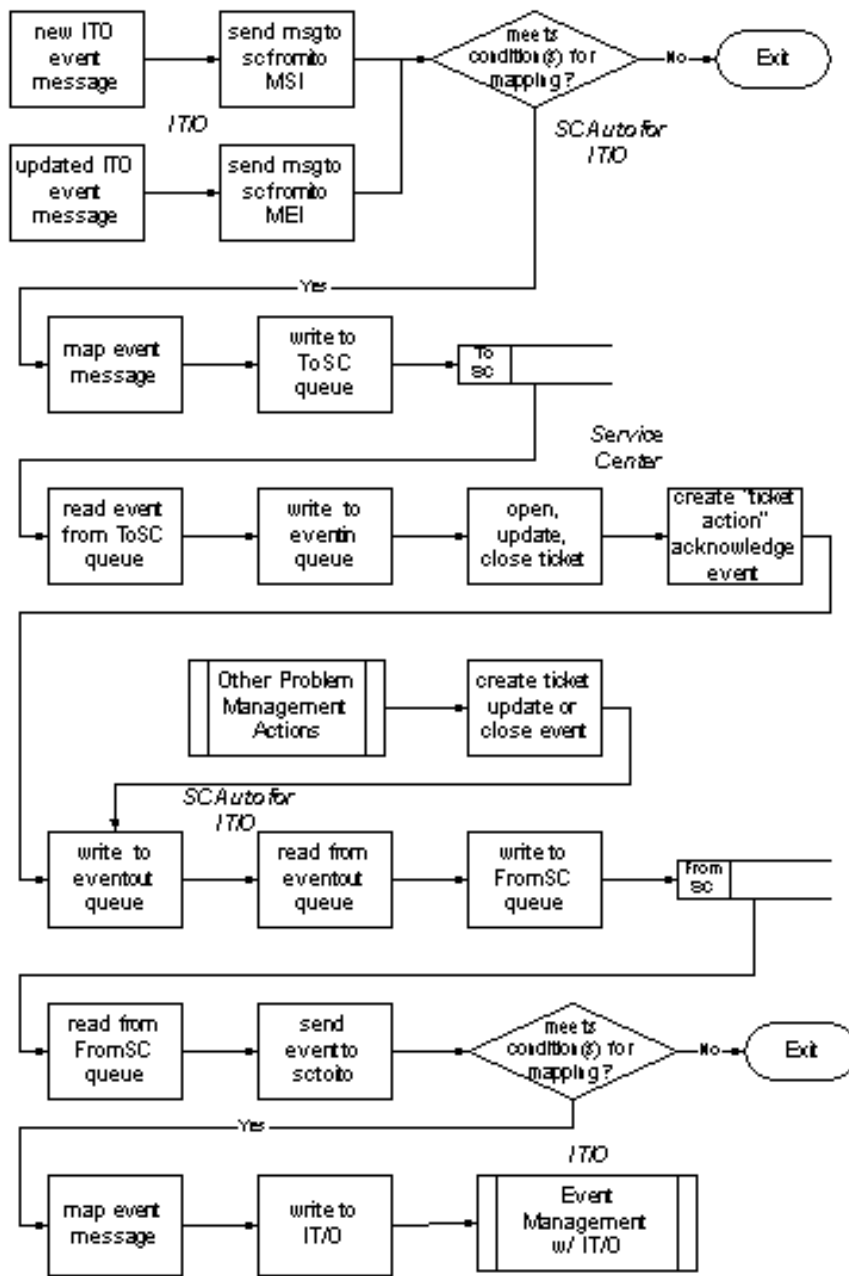 new ITO
event
message
send msg to
scfromito
MSI
meets
condition(s) for
mapping?
No
Exit
IT/O
SCAuto for
IT/O
updated ITO
event
message
send msg to
scfromito
MEI
Yes
map event
message
write to
ToSC
queue
To
SC
Service
Center
read event
from ToSC
queue
write to
eventin
queue
open,
update,
close ticket
create "ticket
action"
acknowledge
event
Other Problem
Management
Actions
create ticket
update or
close event
SCAuto for
IT/O
write to
eventout
queue
read from
eventout
queue
write to
FromSC
queue
From
SC
read from
FromSC
queue
send
event to
sctoito
meets
condition(s) for
mapping?
No
Exit
Yes
IT/O
map event
message
write to
IT/O
Event
Management
w/ IT/O